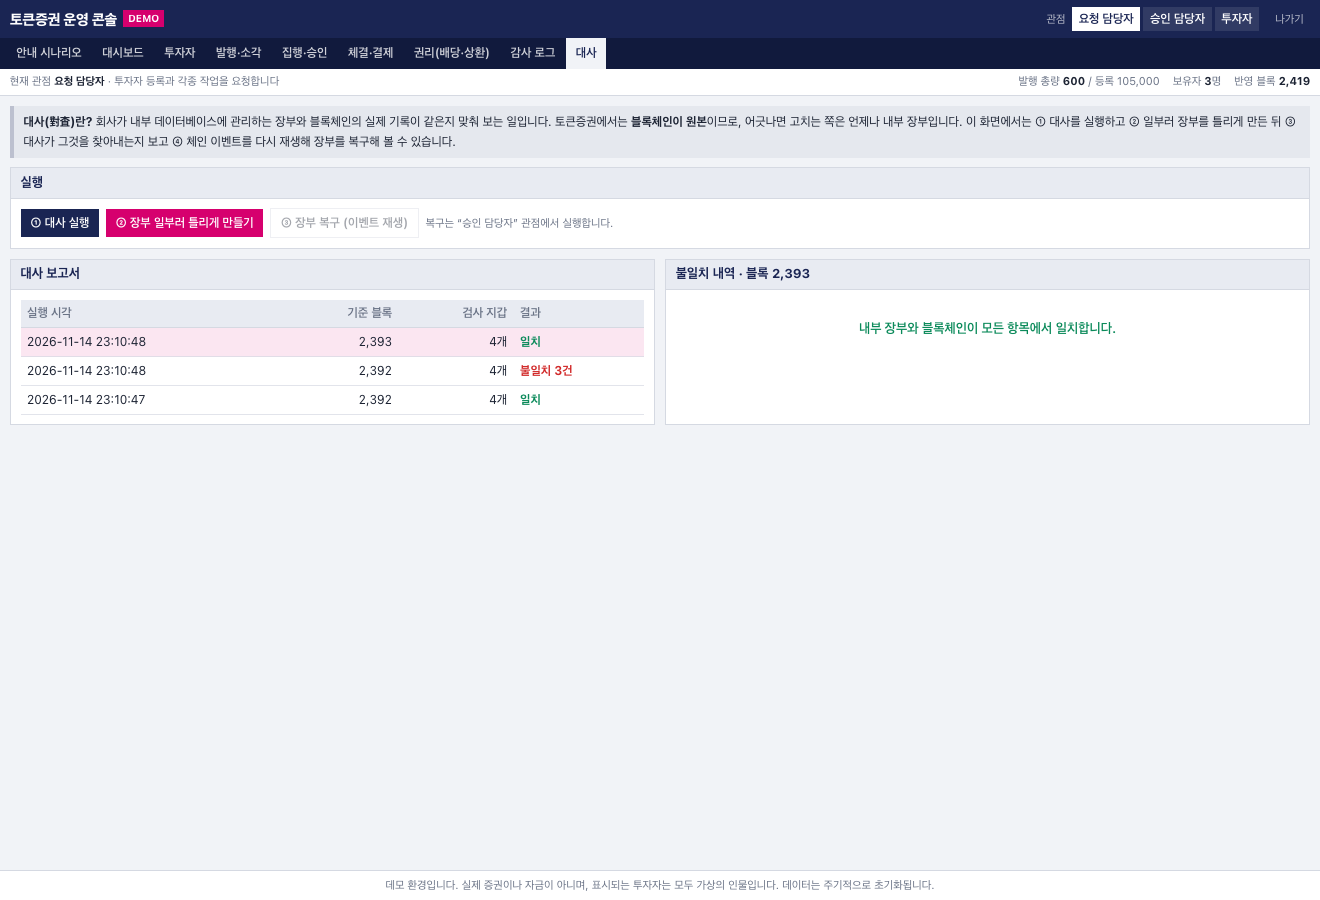 토큰증권 운영 콘솔 DEMO
관점 요청 담당자 승인 담당자 투자자 나가기
안내 시나리오 대시보드 투자자 발행·소각 집행·승인 체결·결제 권리(배당·상환) 감사 로그 대사
현재 관점 요청 담당자 · 투자자 등록과 각종 작업을 요청합니다
발행 총량 600 / 등록 105,000 보유자 3명 반영 블록 2,419
대사(對査)란? 회사가 내부 데이터베이스에 관리하는 장부와 블록체인의 실제 기록이 같은지 맞춰 보는 일입니다. 토큰증권에서는 블록체인이 원본이므로, 어긋나면 고치는 쪽은 언제나 내부 장부입니다. 이 화면에서는 ① 대사를 실행하고 ② 일부러 장부를 틀리게 만든 뒤 ③
대사가 그것을 찾아내는지 보고 ④ 체인 이벤트를 다시 재생해 장부를 복구해 볼 수 있습니다.
실행
① 대사 실행 ② 장부 일부러 틀리게 만들기 ③ 장부 복구 (이벤트 재생) 복구는 “승인 담당자” 관점에서 실행합니다.
대사 보고서
실행 시각 기준 블록 검사 지갑 결과
2026-11-14 23:10:48 2,393 4개 일치
2026-11-14 23:10:48 2,392 4개 불일치 3건
2026-11-14 23:10:47 2,392 4개 일치
불일치 내역 · 블록 2,393
내부 장부와 블록체인이 모든 항목에서 일치합니다.
데모 환경입니다. 실제 증권이나 자금이 아니며, 표시되는 투자자는 모두 가상의 인물입니다. 데이터는 주기적으로 초기화됩니다.